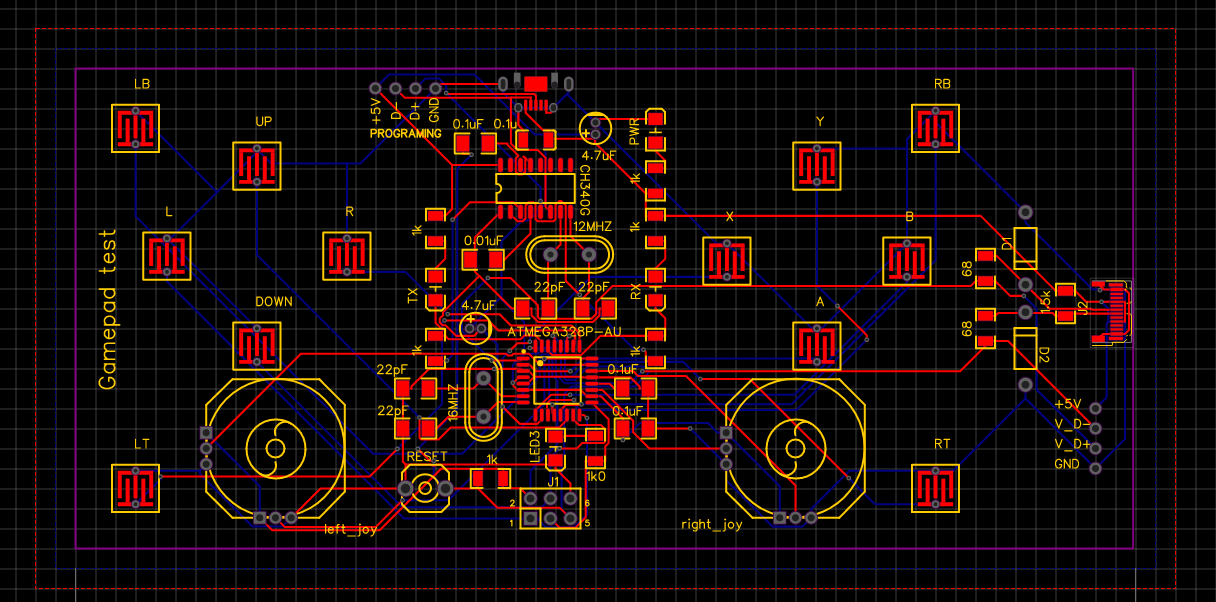 LB
RB
+5V
D-
D+
GND
PROGRAMING
UP
0.1uF
0.1u
4.7uF
PWR
Y
1k
CH340G
L
R
1k
1k
X
B
12MHZ
0.01uF
D1
68
Gamepad test
DOWN
TX
22pF
22pF
RX
A
1.5k
J2
4.7uF
ATMEGA328P-AU
68
1k
1k
D2
22pF
0.1uF
16MHZ
22pF
0.1uF
+5V
V_D-
V_D+
GND
LT
RESET
LED3
1k
1k0
RT
J1
2
6
1
5
left_joy
right_joy